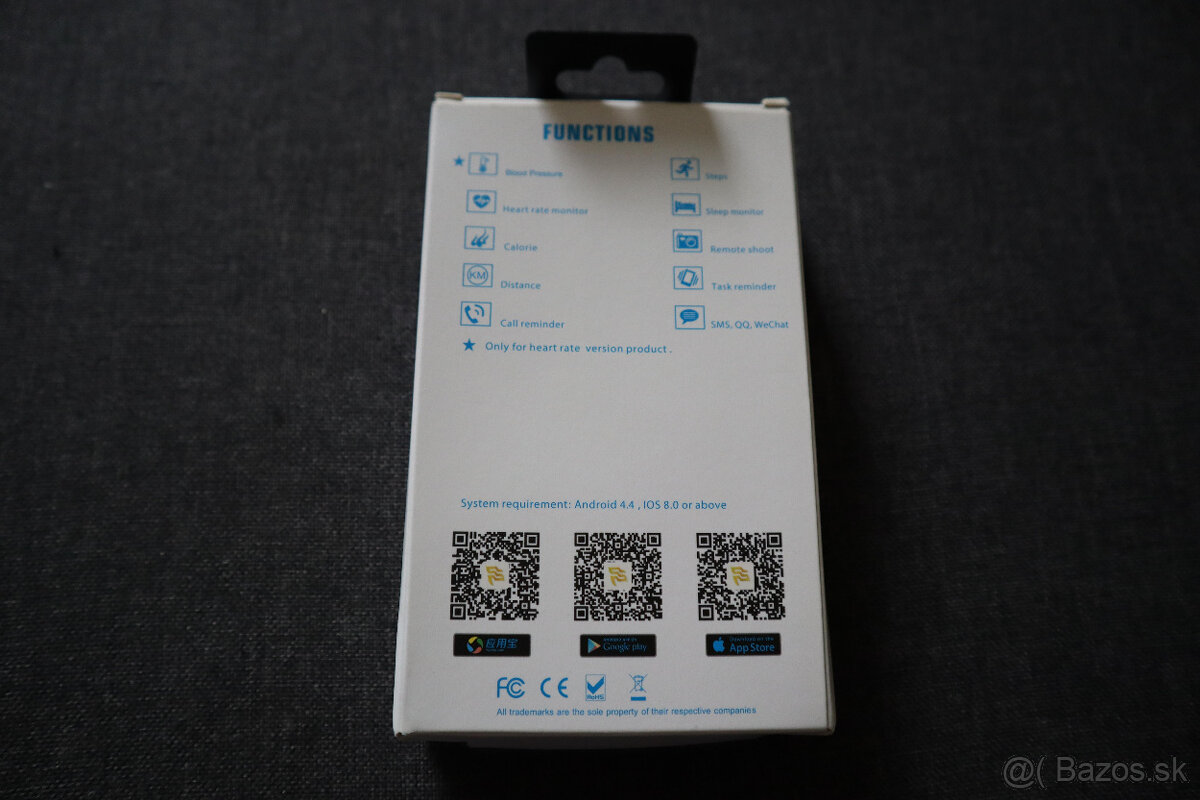 FUNCTIONS
★ Blood Pressure
Steps
Heart rate monitor
Sleep monitor
Calorie
Remote shoot
KM Distance
Task reminder
Call reminder
SMS, QQ, WeChat
★ Only for heart rate version product .
System requirement: Android 4.4 , IOS 8.0 or above
应用宝
Google play
Download on the
App Store
FC CE RoHS
All trademarks are the sole property of their respective companies
@( Bazos.sk